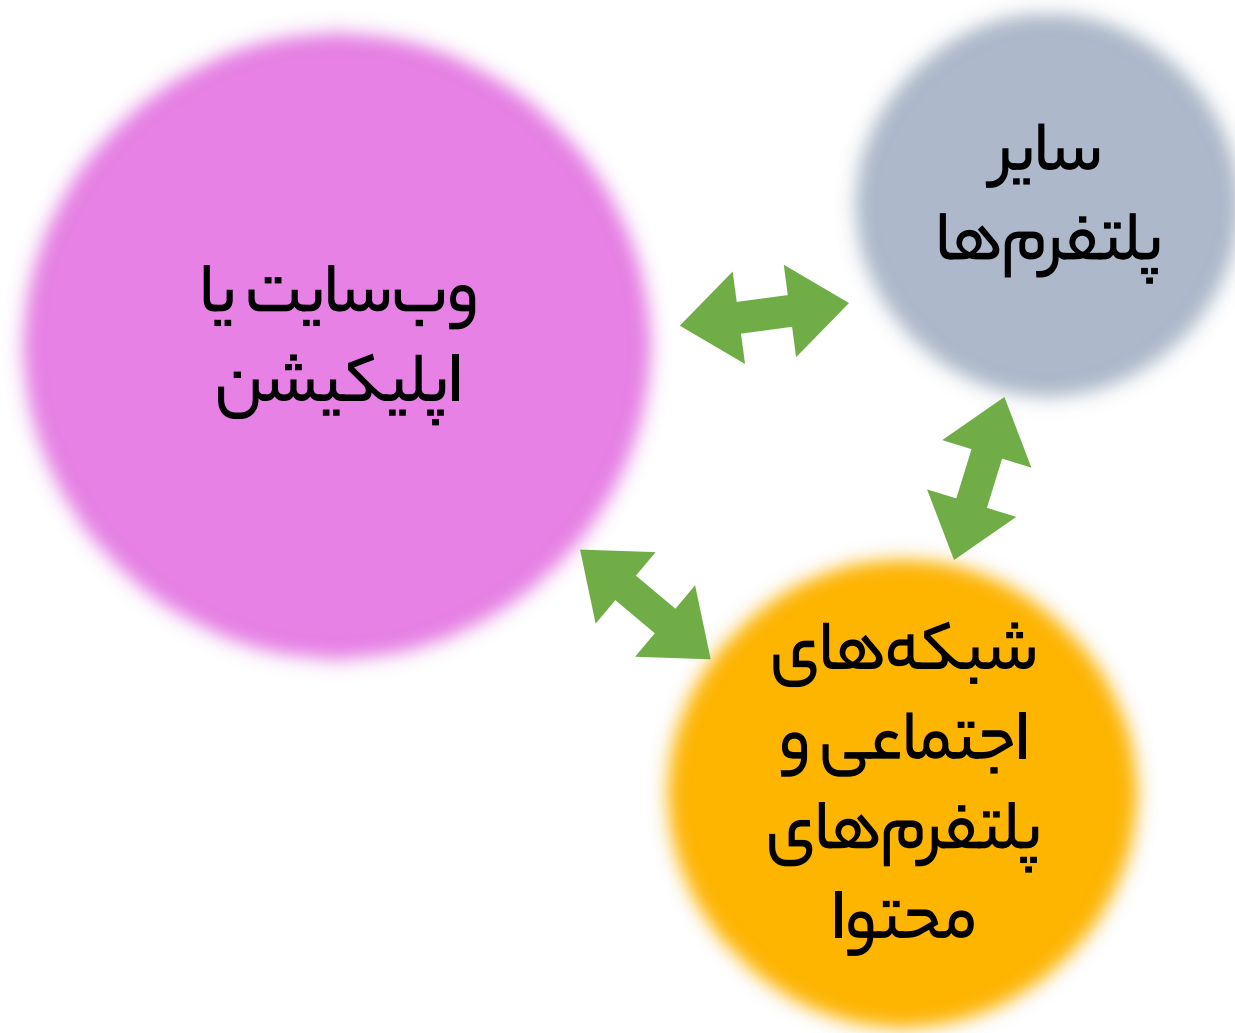 سایر
پلتفرم‌ها
وب‌سایت یا
اپلیکیشن
شبکه‌های
اجتماعی و
پلتفرم‌های
محتوا